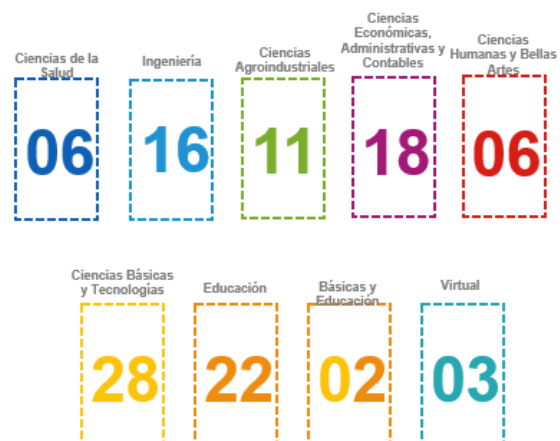 Ciencias de la
Salud
Ingeniería
Ciencias
Agroindustriales
Ciencias
Económicas,
Administrativas y
Contables
Ciencias
Humanas y Bellas
Artes
06
16
11
18
06
Ciencias Básicas
y Tecnologías
Educación
Básicas y
Educación
Virtual
28
22
02
03